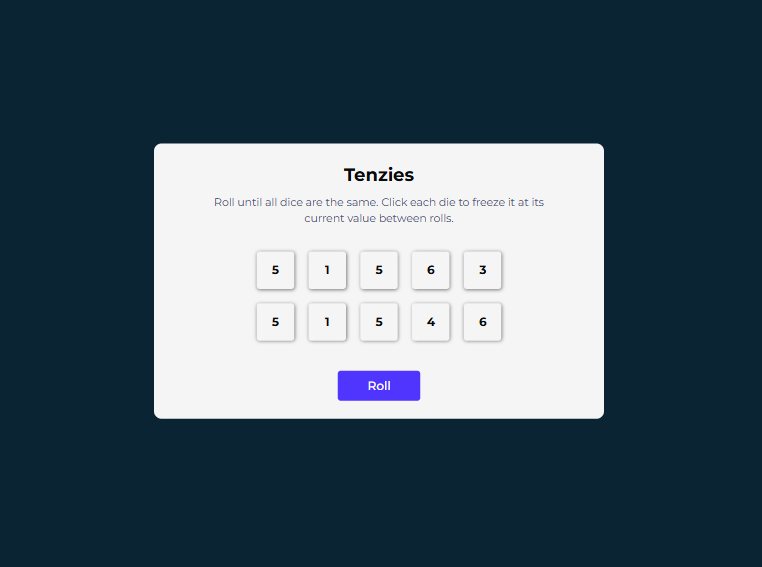 Tenzies
Roll until all dice are the same. Click each die to freeze it at its
current value between rolls.
5 1 5 6 3
5 1 5 4 6
Roll